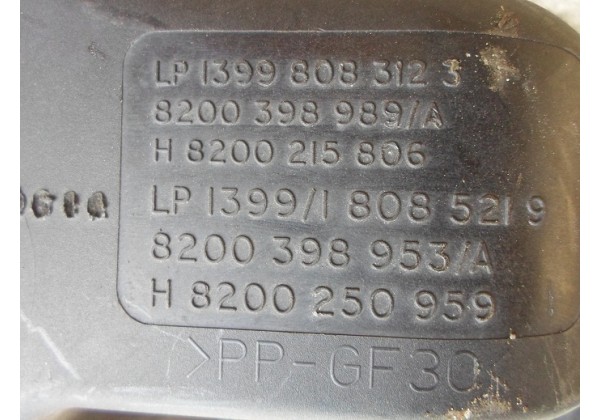 LP 1399 808 312 3
8200 398 989/A
H 8200 215 806
LP 1399/1 808 521 9
8200 398 953/A
H 8200 250 959
>PP-GF30